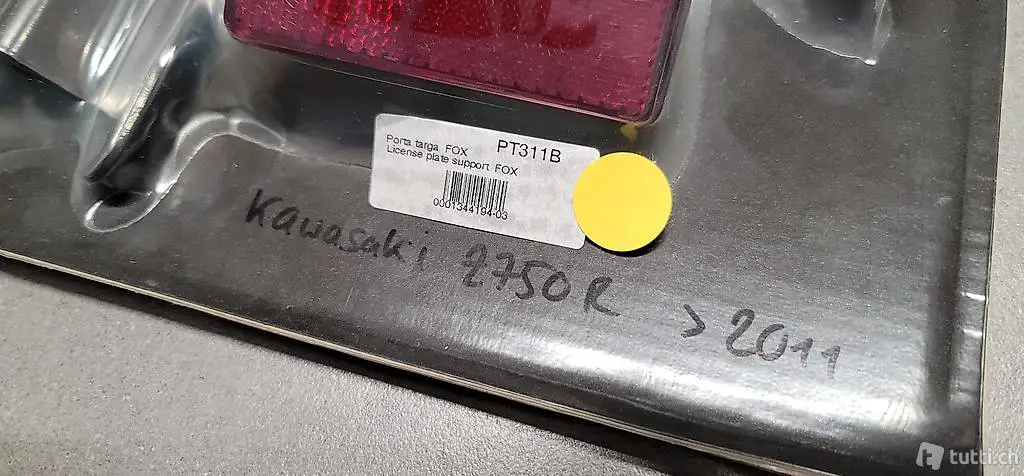 Porta targa FOX PT311B
License plate support FOX
0001344194-03
Kawasaki Z750R >2011
tutti.ch